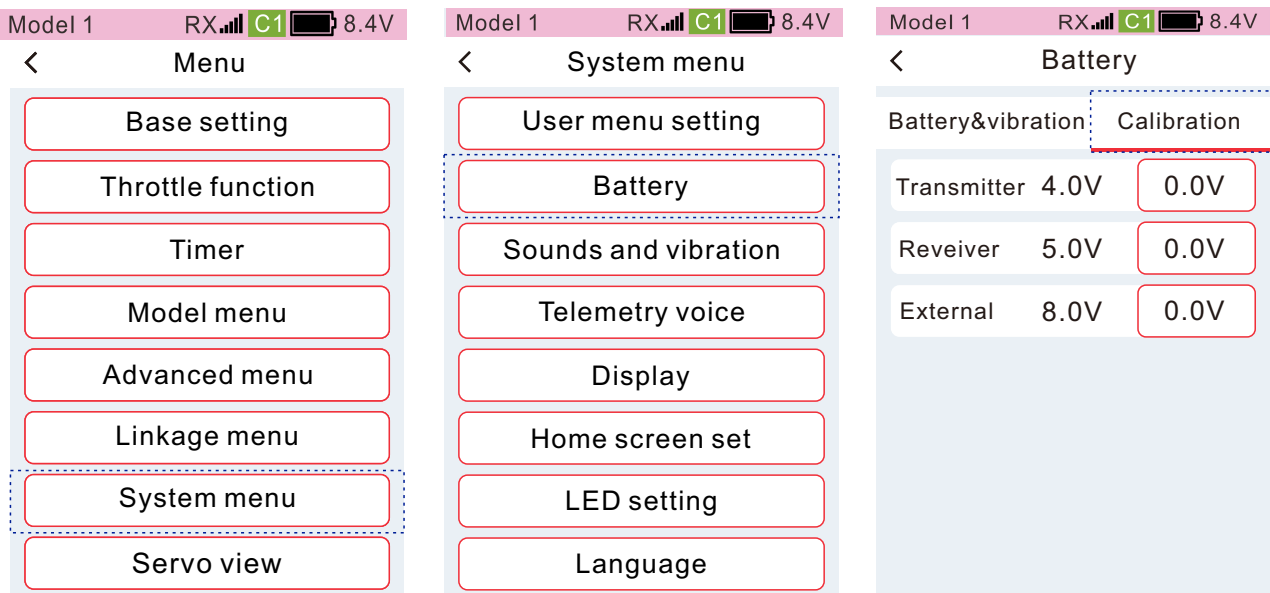 Model 1 RX C1 8.4V
Menu
Base setting
Throttle function
Timer
Model menu
Advanced menu
Linkage menu
System menu
Servo view
Model 1 RX C1 8.4V
System menu
User menu setting
Battery
Sounds and vibration
Telemetry voice
Display
Home screen set
LED setting
Language
Model 1 RX C1 8.4V
Battery
Battery&vibration Calibration
Transmitter 4.0V 0.0V
Reveiver 5.0V 0.0V
External 8.0V 0.0V